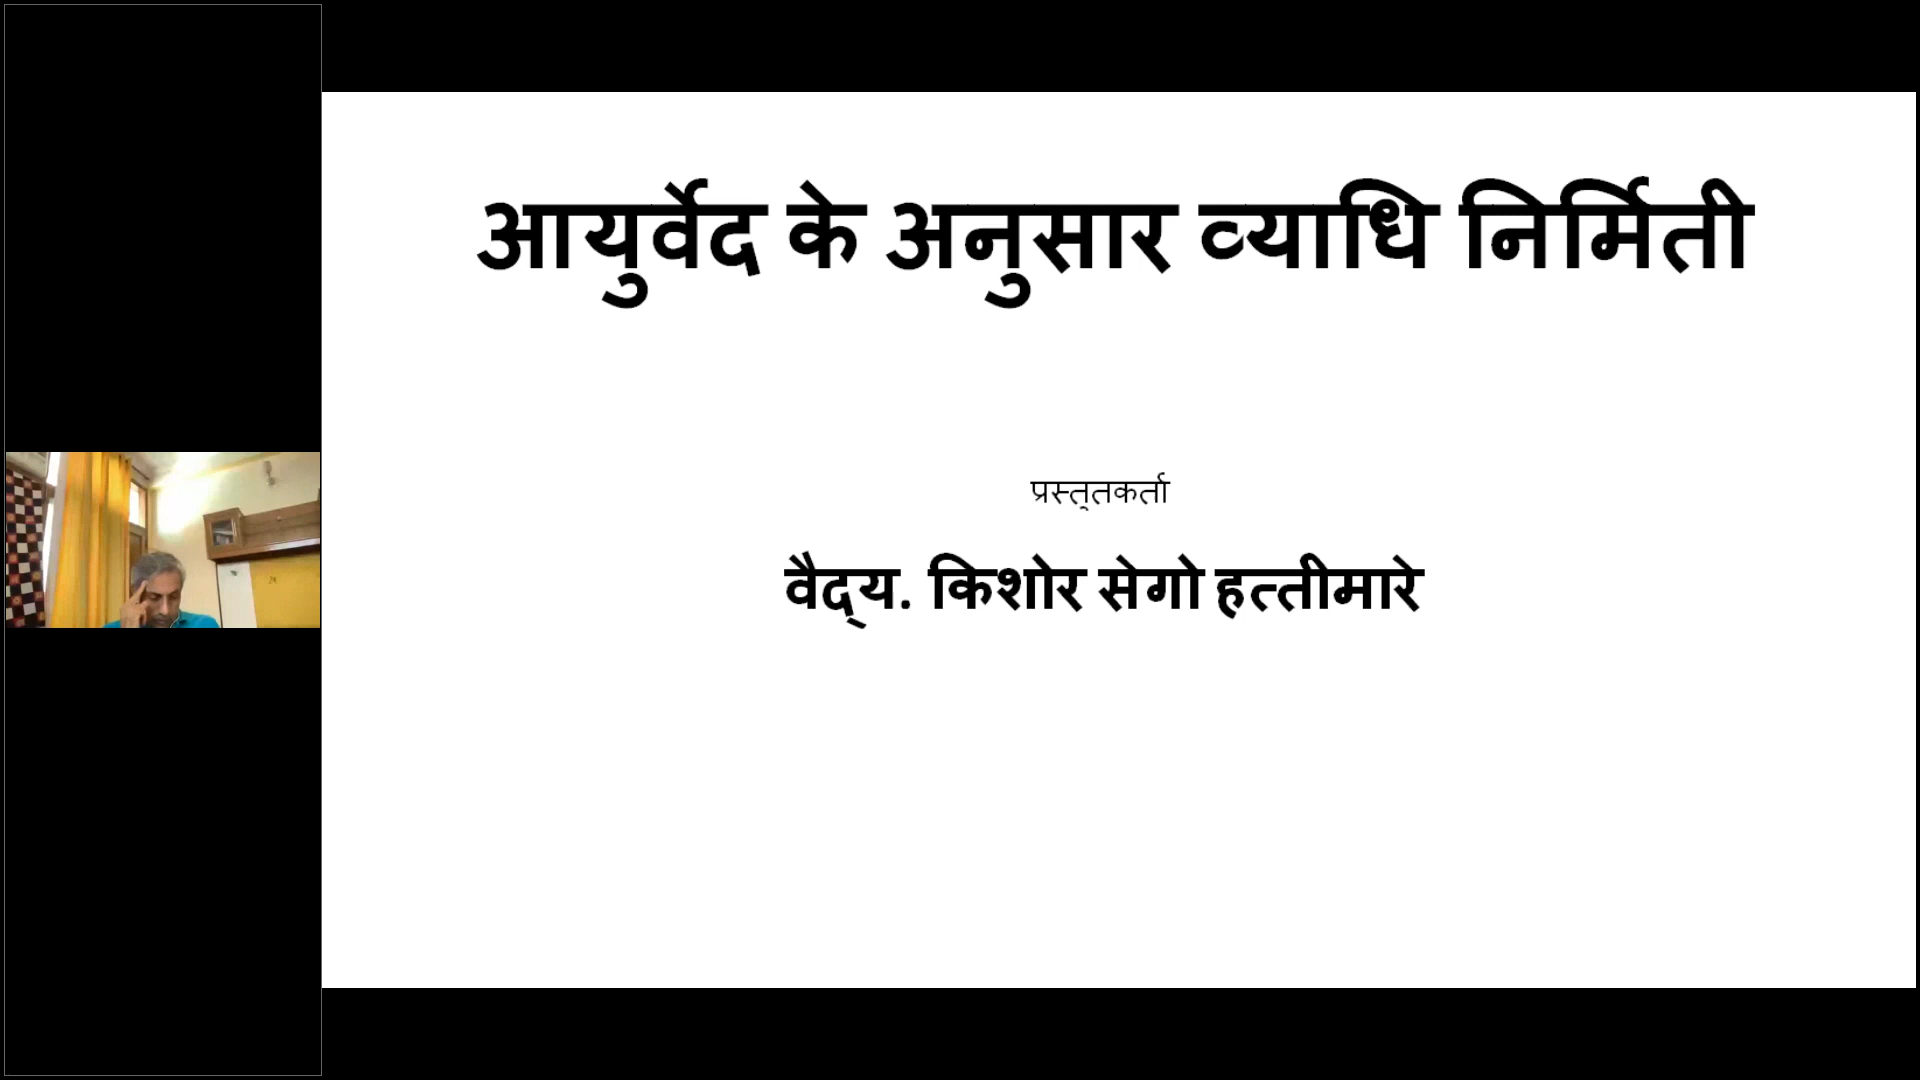 आयुर्वेद के अनुसार व्याधि निर्मिती
प्रस्तुतकर्ता
वैद्य. किशोर सेगो हत्तीमारे